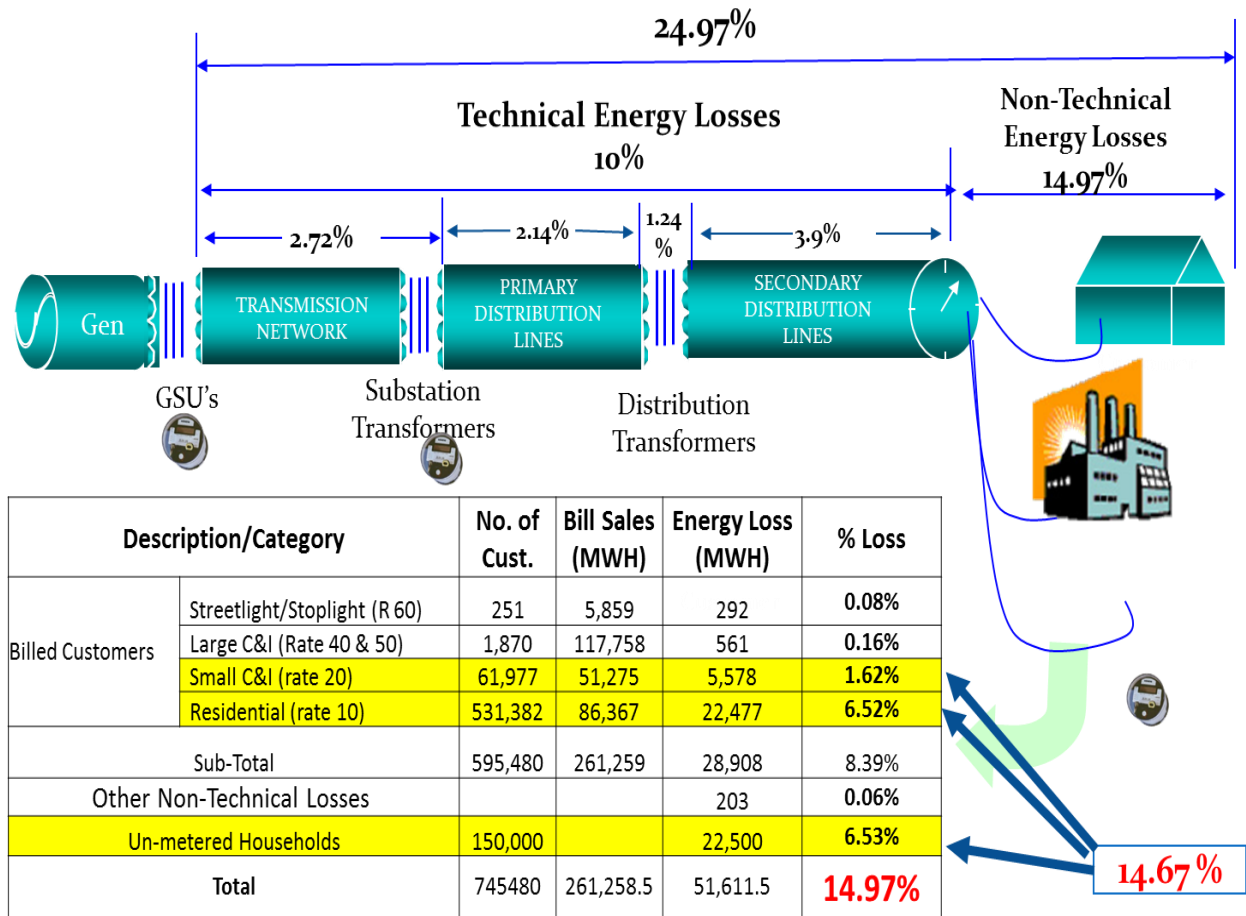 24.97%
Technical Energy Losses
10%
Non-Technical
Energy Losses
14.97%
2.72%
2.14%
1.24
%
3.9%
Gen
TRANSMISSION
NETWORK
PRIMARY
DISTRIBUTION
LINES
SECONDARY
DISTRIBUTION
LINES
GSU's
Substation
Transformers
Distribution
Transformers
Description/Category No. of Cust. Bill Sales (MWH) Energy Loss (MWH) % Loss
Billed Customers
Streetlight/Stoplight (R 60) 251 5,859 292 0.08%
Large C&I (Rate 40 & 50) 1,870 117,758 561 0.16%
Small C&I (rate 20) 61,977 51,275 5,578 1.62%
Residential (rate 10) 531,382 86,367 22,477 6.52%
Sub-Total 595,480 261,259 28,908 8.39%
Other Non-Technical Losses 203 0.06%
Un-metered Households 150,000 22,500 6.53%
Total 745480 261,258.5 51,611.5 14.97%
14.67%